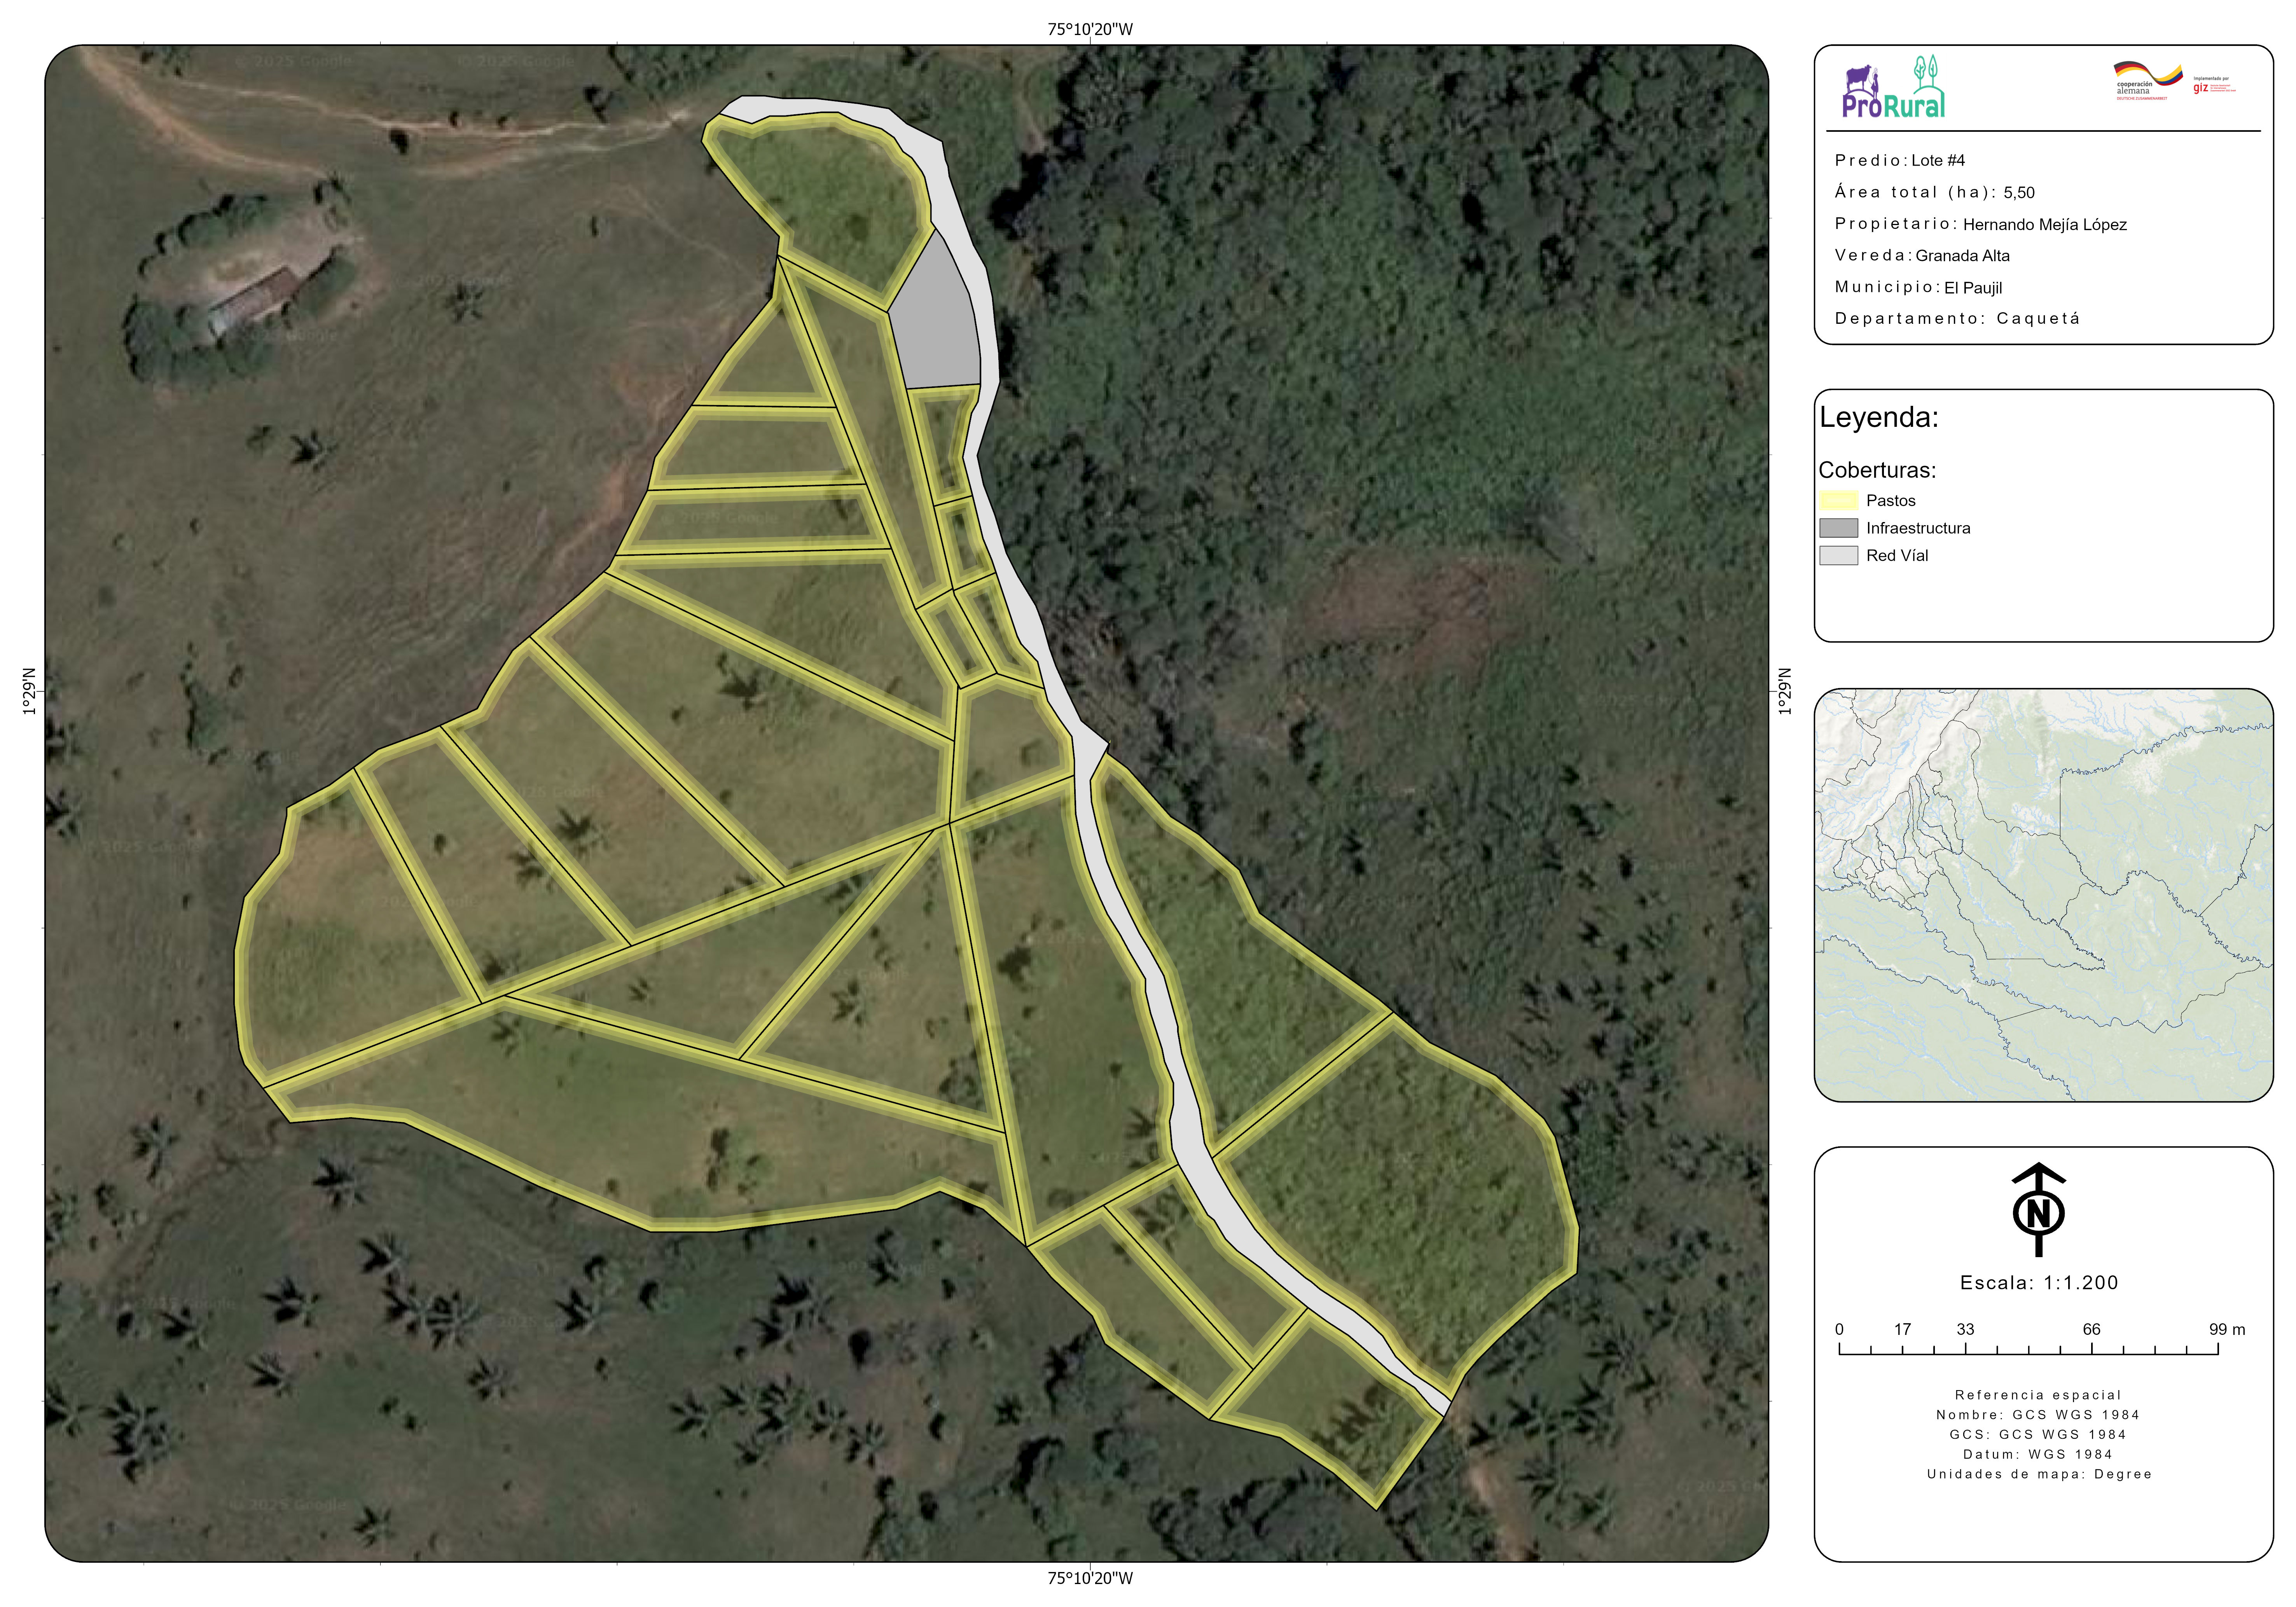 75°10'20"W
© 2025 Google
© 2025 Google
1°29'N
1°29'N
75°10'20"W
ProRural
cooperación
alemana
DEUTSCHE ZUSAMMENARBEIT
Implementado por
giz
Predio: Lote #4
Área total (ha): 5,50
Propietario: Hernando Mejía López
Vereda: Granada Alta
Municipio: El Paujil
Departamento: Caquetá
Leyenda:
Coberturas:
Pastos
Infraestructura
Red Víal
N
Escala: 1:1.200
0 17 33 66 99 m
Referencia espacial
Nombre: GCS WGS 1984
GCS: GCS WGS 1984
Datum: WGS 1984
Unidades de mapa: Degree